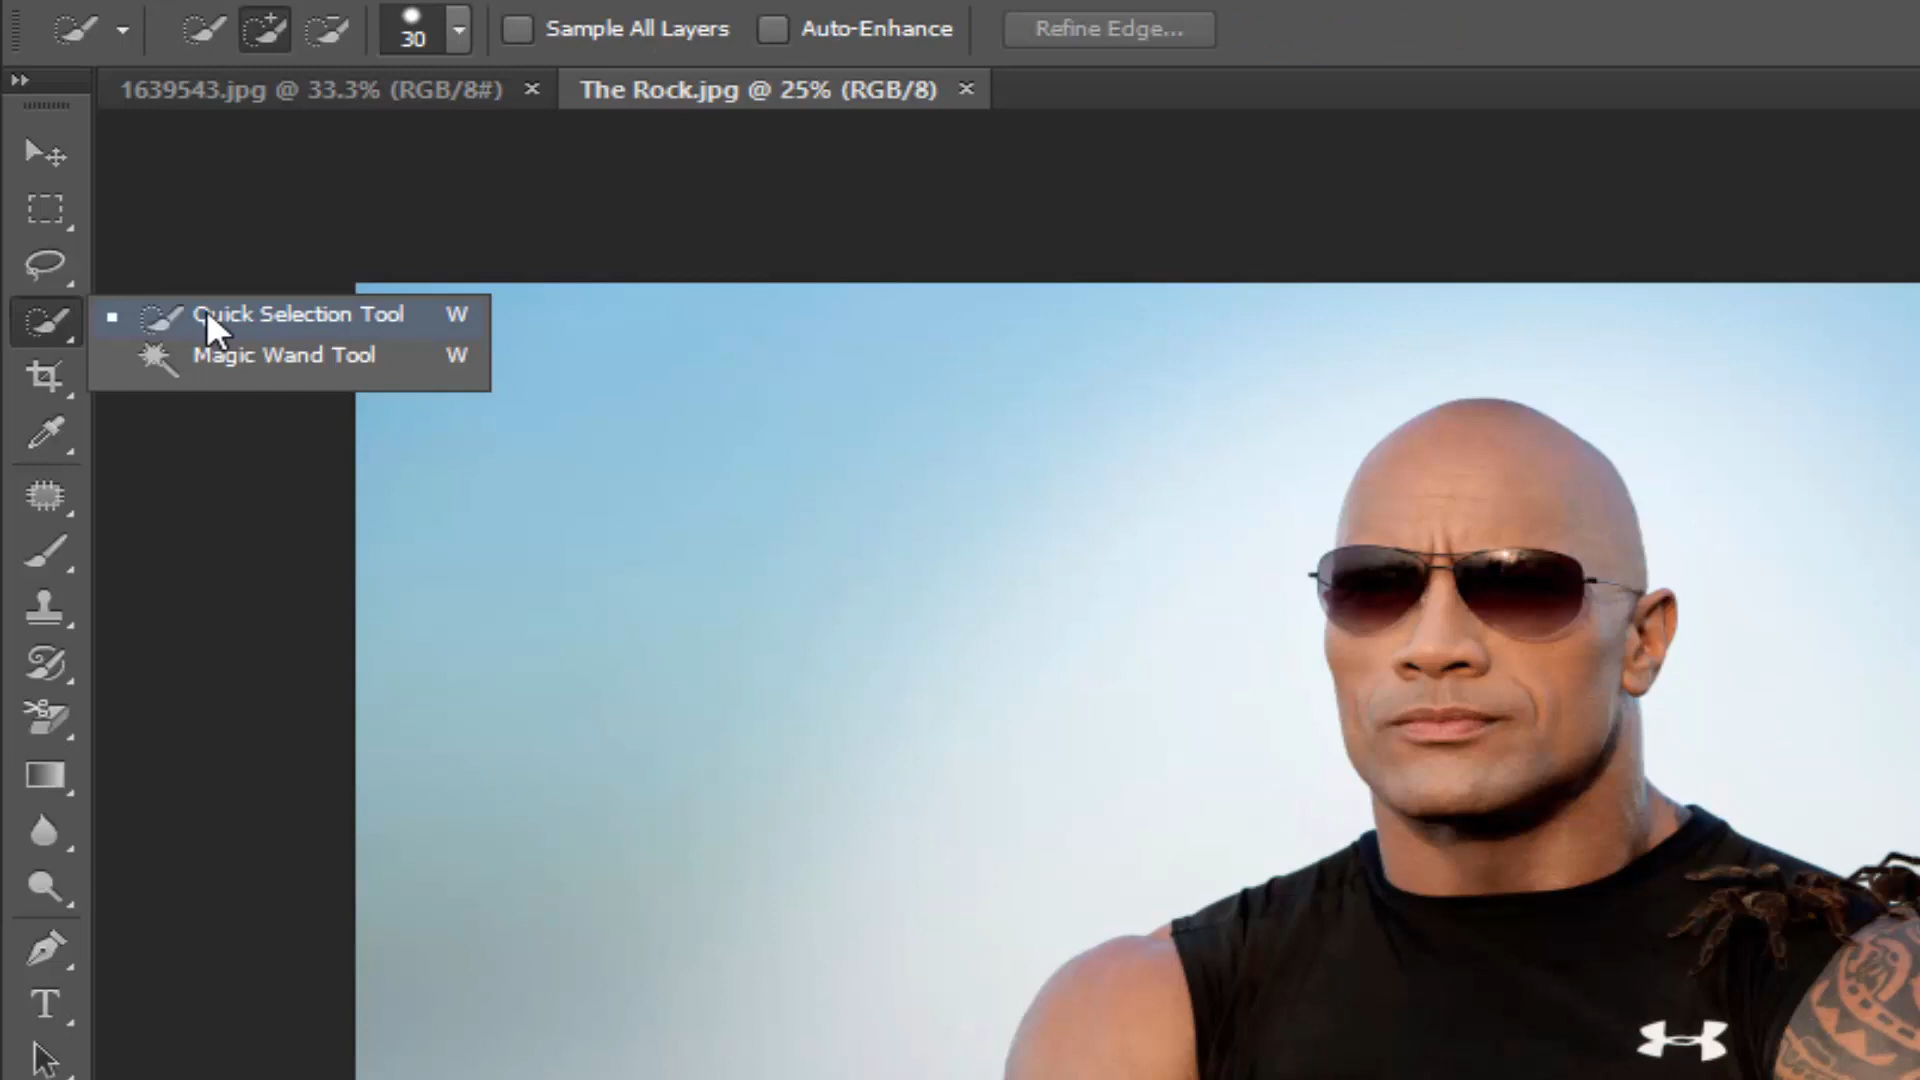 30
Sample All Layers
Auto-Enhance
Refine Edge...
1639543.jpg @ 33.3% (RGB/8#) ×
The Rock.jpg @ 25% (RGB/8) ×
Quick Selection Tool W
Magic Wand Tool W
T